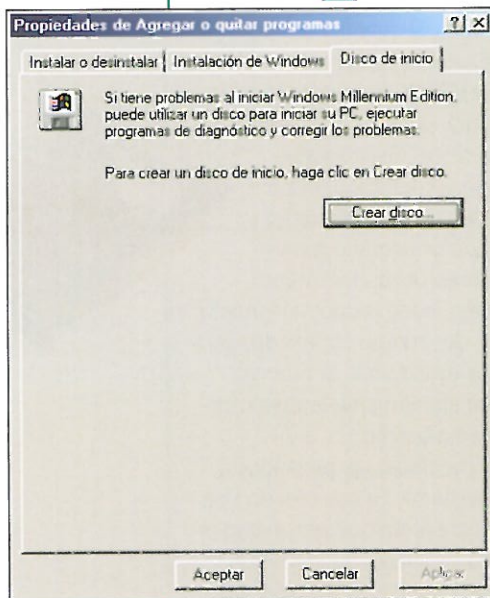 Propiedades de Agregar o quitar programas
Instalar o desinstalar Instalación de Windows Disco de inicio
Si tiene problemas al iniciar Windows Millennium Edition,
puede utilizar un disco para iniciar su PC, ejecutar
programas de diagnóstico y corregir los problemas.
Para crear un disco de inicio, haga clic en Crear disco.
Crear disco...
Aceptar Cancelar Aplicar